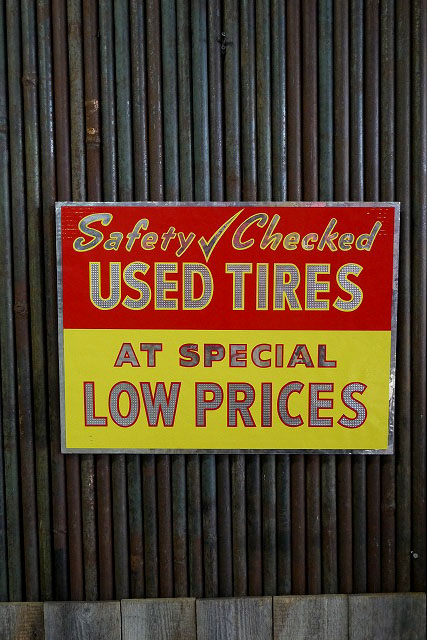 Safety✓Checked
USED TIRES
AT SPECIAL
LOW PRICES